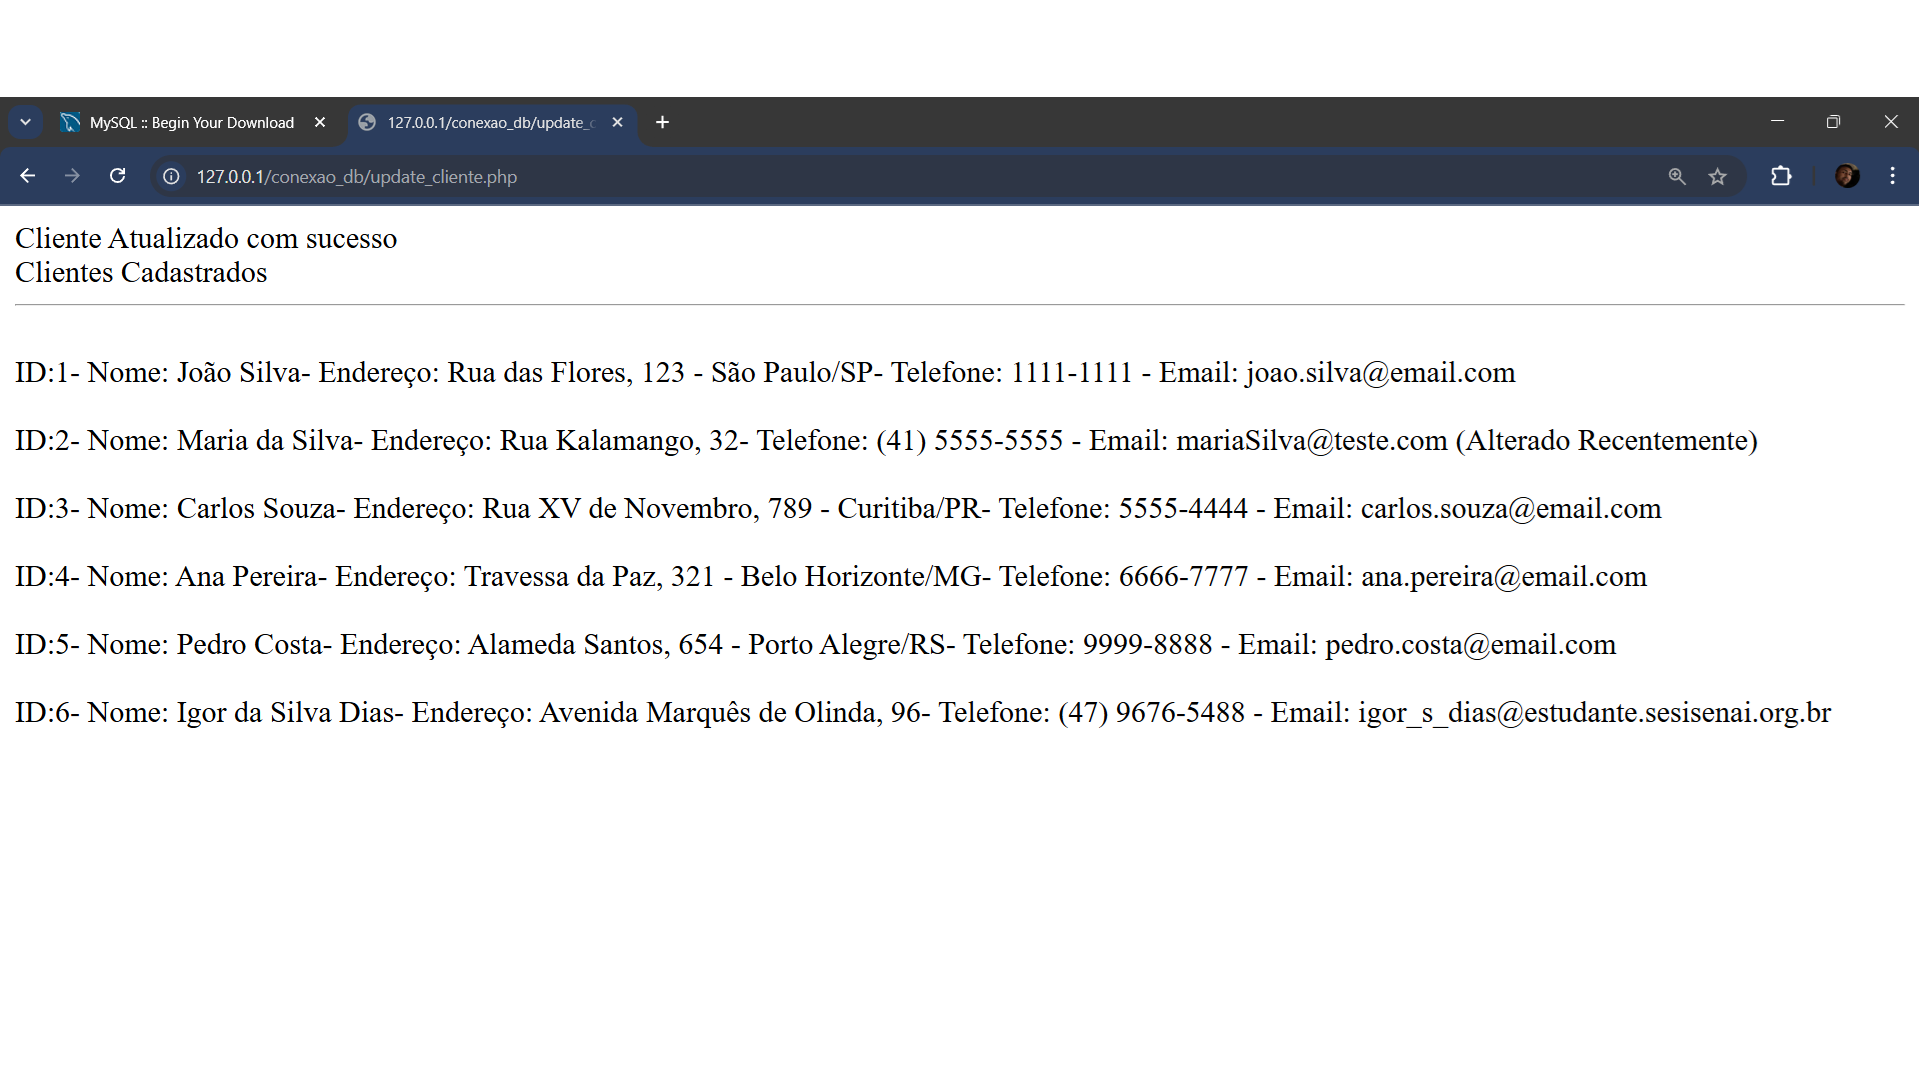 MySQL :: Begin Your Download
127.0.0.1/conexao_db/update_c
127.0.0.1/conexao_db/update_cliente.php
Cliente Atualizado com sucesso
Clientes Cadastrados
ID:1- Nome: João Silva- Endereço: Rua das Flores, 123 - São Paulo/SP- Telefone: 1111-1111 - Email: joao.silva@email.com
ID:2- Nome: Maria da Silva- Endereço: Rua Kalamango, 32- Telefone: (41) 5555-5555 - Email: mariaSilva@teste.com (Alterado Recentemente)
ID:3- Nome: Carlos Souza- Endereço: Rua XV de Novembro, 789 - Curitiba/PR- Telefone: 5555-4444 - Email: carlos.souza@email.com
ID:4- Nome: Ana Pereira- Endereço: Travessa da Paz, 321 - Belo Horizonte/MG- Telefone: 6666-7777 - Email: ana.pereira@email.com
ID:5- Nome: Pedro Costa- Endereço: Alameda Santos, 654 - Porto Alegre/RS- Telefone: 9999-8888 - Email: pedro.costa@email.com
ID:6- Nome: Igor da Silva Dias- Endereço: Avenida Marquês de Olinda, 96- Telefone: (47) 9676-5488 - Email: igor_s_dias@estudante.sesisenai.org.br